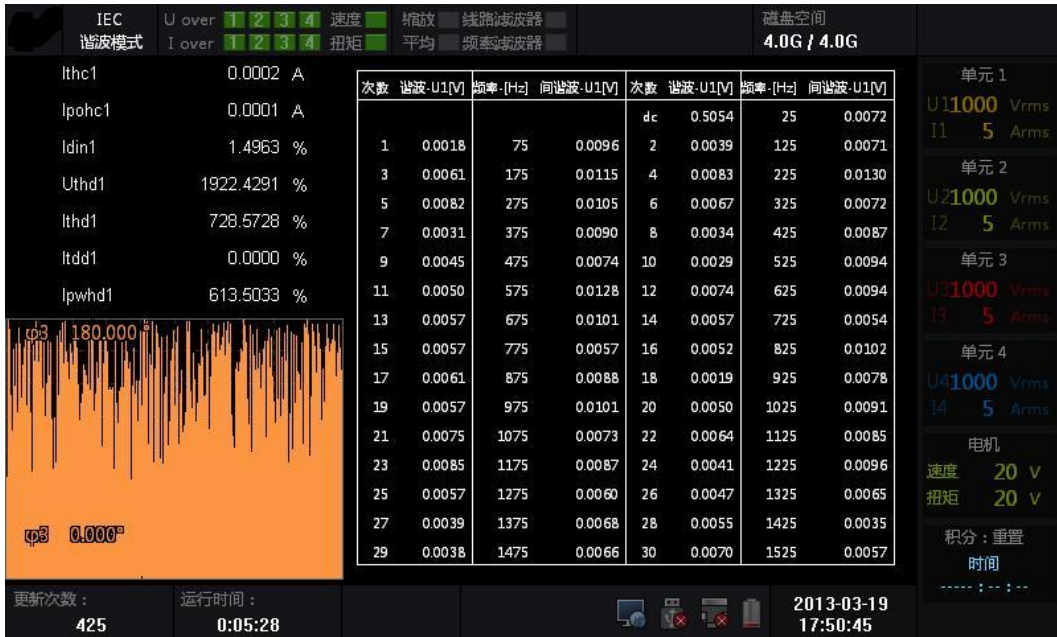 IEC
谐波模式
U over 1 2 3 4 速度
I over 1 2 3 4 扭矩
缩放 线路滤波器
平均 频率滤波器
磁盘空间
4.0G / 4.0G
Ithc1 0.0002 A
Ipohc1 0.0001 A
Idin1 1.4963 %
Uthd1 1922.4291 %
Ithd1 728.5728 %
Itdd1 0.0000 %
Ipwhd1 613.5033 %
φ3 180.000°
φ3 0.000°
次数 谐波-U1[V] 频率-[Hz] 间谐波-U1[V] 次数 谐波-U1[V] 频率-[Hz] 间谐波-U1[V]
dc 0.5054 25 0.0072
1 0.0018 75 0.0096 2 0.0039 125 0.0071
3 0.0061 175 0.0115 4 0.0083 225 0.0130
5 0.0082 275 0.0105 6 0.0067 325 0.0072
7 0.0031 375 0.0090 8 0.0034 425 0.0087
9 0.0045 475 0.0074 10 0.0029 525 0.0094
11 0.0050 575 0.0128 12 0.0074 625 0.0094
13 0.0057 675 0.0101 14 0.0057 725 0.0054
15 0.0057 775 0.0057 16 0.0052 825 0.0102
17 0.0061 875 0.0088 18 0.0019 925 0.0078
19 0.0057 975 0.0101 20 0.0050 1025 0.0091
21 0.0075 1075 0.0073 22 0.0064 1125 0.0085
23 0.0085 1175 0.0087 24 0.0041 1225 0.0096
25 0.0057 1275 0.0060 26 0.0047 1325 0.0065
27 0.0039 1375 0.0068 28 0.0055 1425 0.0035
29 0.0038 1475 0.0066 30 0.0070 1525 0.0057
单元 1
U1 1000 Vrms
I1 5 Arms
单元 2
U2 1000 Vrms
I2 5 Arms
单元 3
U3 1000 Vrms
I3 5 Arms
单元 4
U4 1000 Vrms
I4 5 Arms
电机
速度 20 V
扭矩 20 V
积分：重置
时间
-----:--:--
更新次数：
425
运行时间：
0:05:28
2013-03-19
17:50:45